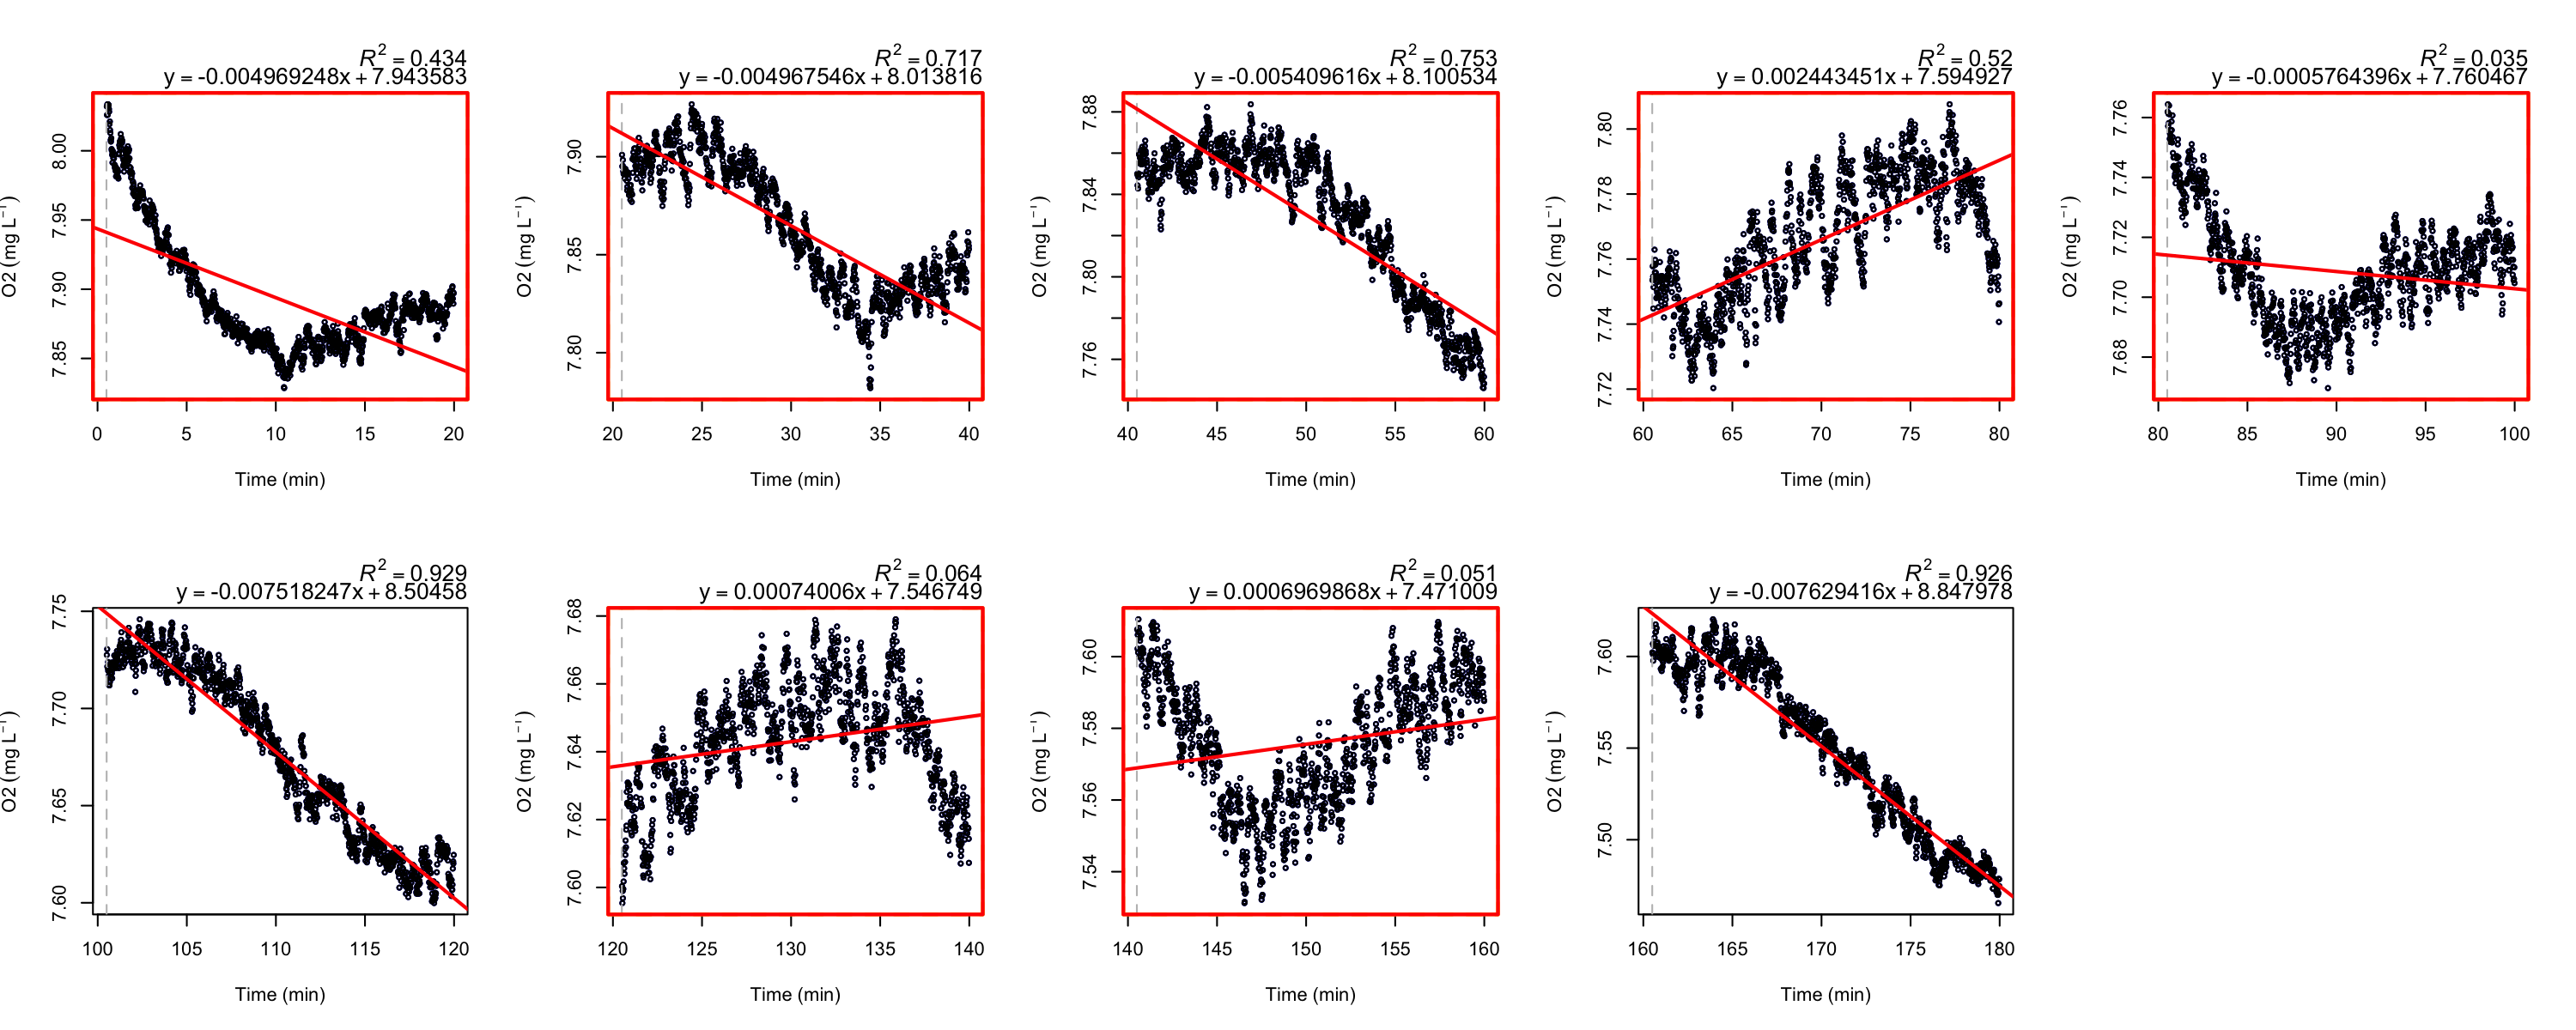 R² = 0.434
y = -0.004969248x + 7.943583
O2 (mg L⁻¹)
8.00
7.95
7.90
7.85
0 5 10 15 20
Time (min)
R² = 0.717
y = -0.004967546x + 8.013816
O2 (mg L⁻¹)
7.90
7.85
7.80
20 25 30 35 40
Time (min)
R² = 0.753
y = -0.005409616x + 8.100534
O2 (mg L⁻¹)
7.88
7.84
7.80
7.76
40 45 50 55 60
Time (min)
R² = 0.52
y = 0.002443451x + 7.594927
O2 (mg L⁻¹)
7.80
7.78
7.76
7.74
7.72
60 65 70 75 80
Time (min)
R² = 0.035
y = -0.0005764396x + 7.760467
O2 (mg L⁻¹)
7.76
7.74
7.72
7.70
7.68
80 85 90 95 100
Time (min)
R² = 0.929
y = -0.007518247x + 8.50458
O2 (mg L⁻¹)
7.75
7.70
7.65
7.60
100 105 110 115 120
Time (min)
R² = 0.064
y = 0.00074006x + 7.546749
O2 (mg L⁻¹)
7.68
7.66
7.64
7.62
7.60
120 125 130 135 140
Time (min)
R² = 0.051
y = 0.0006969868x + 7.471009
O2 (mg L⁻¹)
7.60
7.58
7.56
7.54
140 145 150 155 160
Time (min)
R² = 0.926
y = -0.007629416x + 8.847978
O2 (mg L⁻¹)
7.60
7.55
7.50
160 165 170 175 180
Time (min)